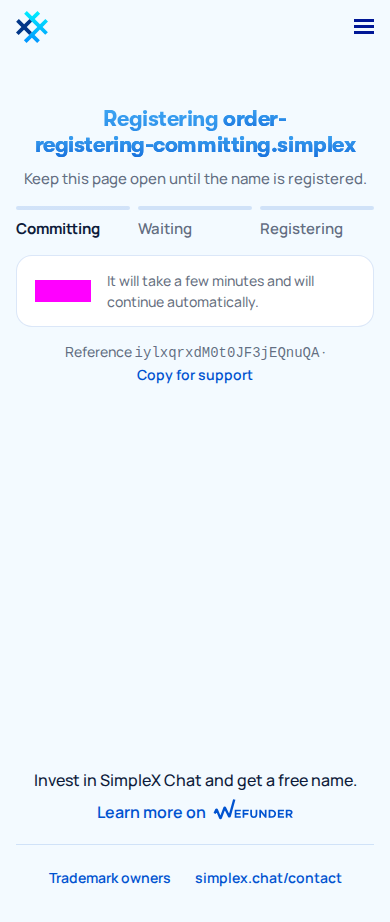 Registering order-
registering-committing.simplex
Keep this page open until the name is registered.
Committing
Waiting
Registering
It will take a few minutes and will
continue automatically.
Reference iylxqrxdM0t0JF3jEQnuQA ·
Copy for support
Invest in SimpleX Chat and get a free name.
Learn more on WEFUNDER
Trademark owners
simplex.chat/contact